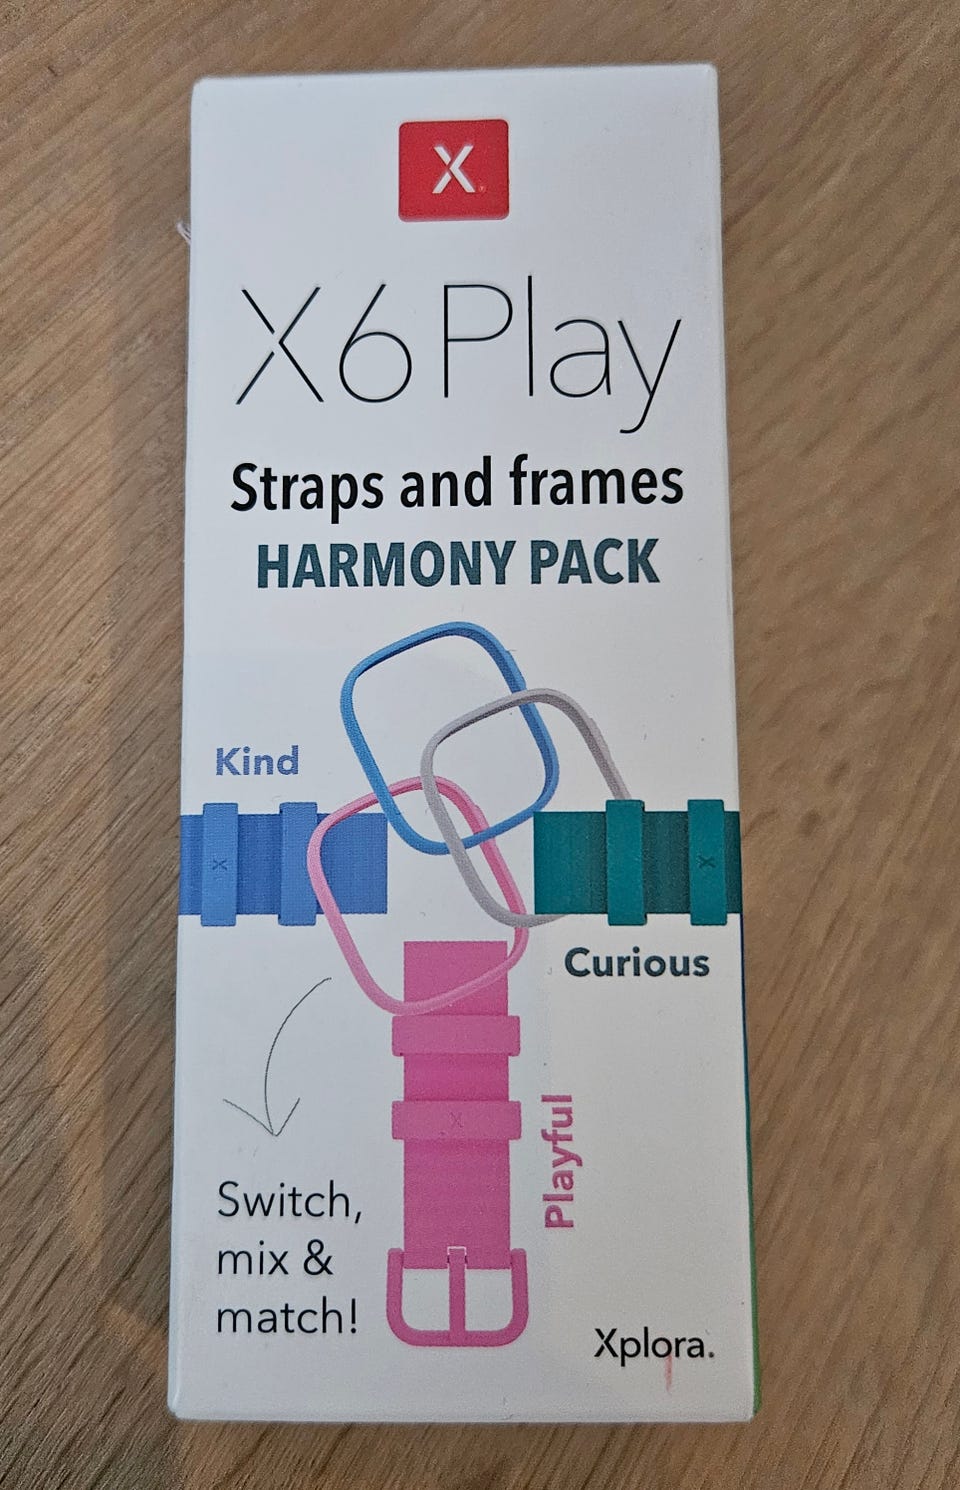 X
X6Play
Straps and frames
HARMONY PACK
Kind
Curious
Playful
Switch,
mix &
match!
Xplora.